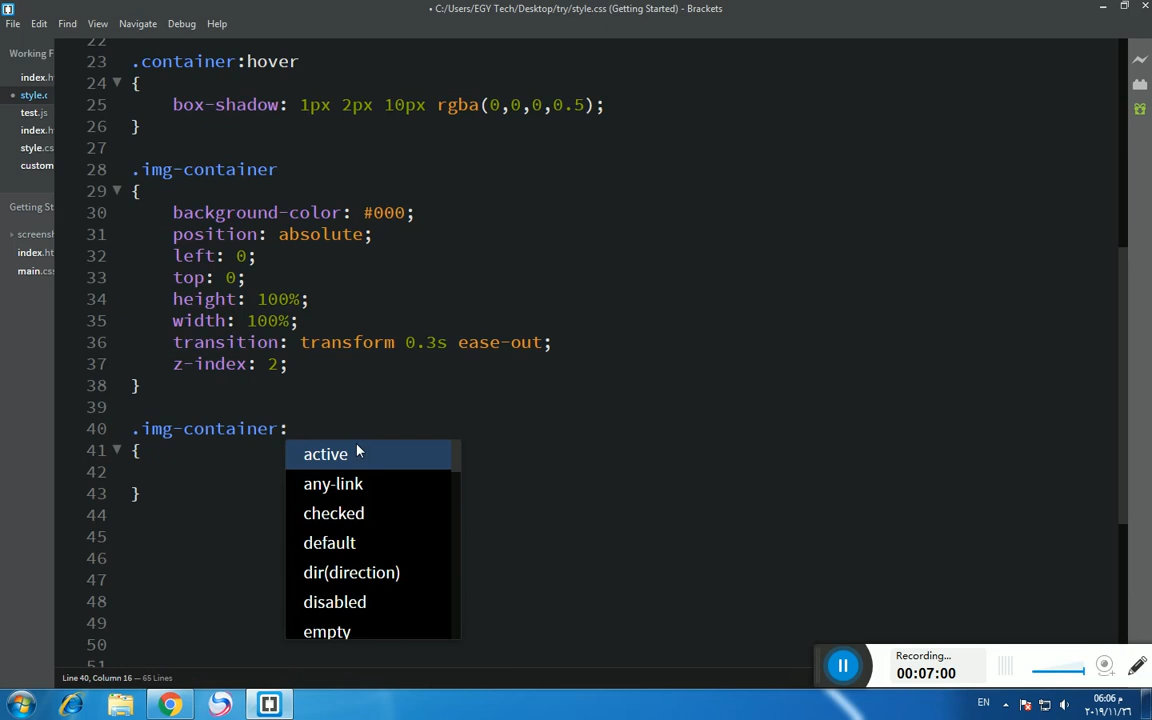 • C:/Users/EGY Tech/Desktop/try/style.css (Getting Started) - Brackets
File Edit Find View Navigate Debug Help
Working F
index.h
style.c
test.js
index.h
style.cs
custom
Getting St
screensh
index.ht
main.css
22
23 .container:hover
24 {
25 box-shadow: 1px 2px 10px rgba(0,0,0,0.5);
26 }
27
28 .img-container
29 {
30 background-color: #000;
31 position: absolute;
32 left: 0;
33 top: 0;
34 height: 100%;
35 width: 100%;
36 transition: transform 0.3s ease-out;
37 z-index: 2;
38 }
39
40 .img-container:
41 {
42
43 }
44
45
46
47
48
49
50
51
active
any-link
checked
default
dir(direction)
disabled
empty
Line 40, Column 16 — 65 Lines
Recording...
00:07:00
EN
06:06 م
٢٠١٩/١١/٢٦